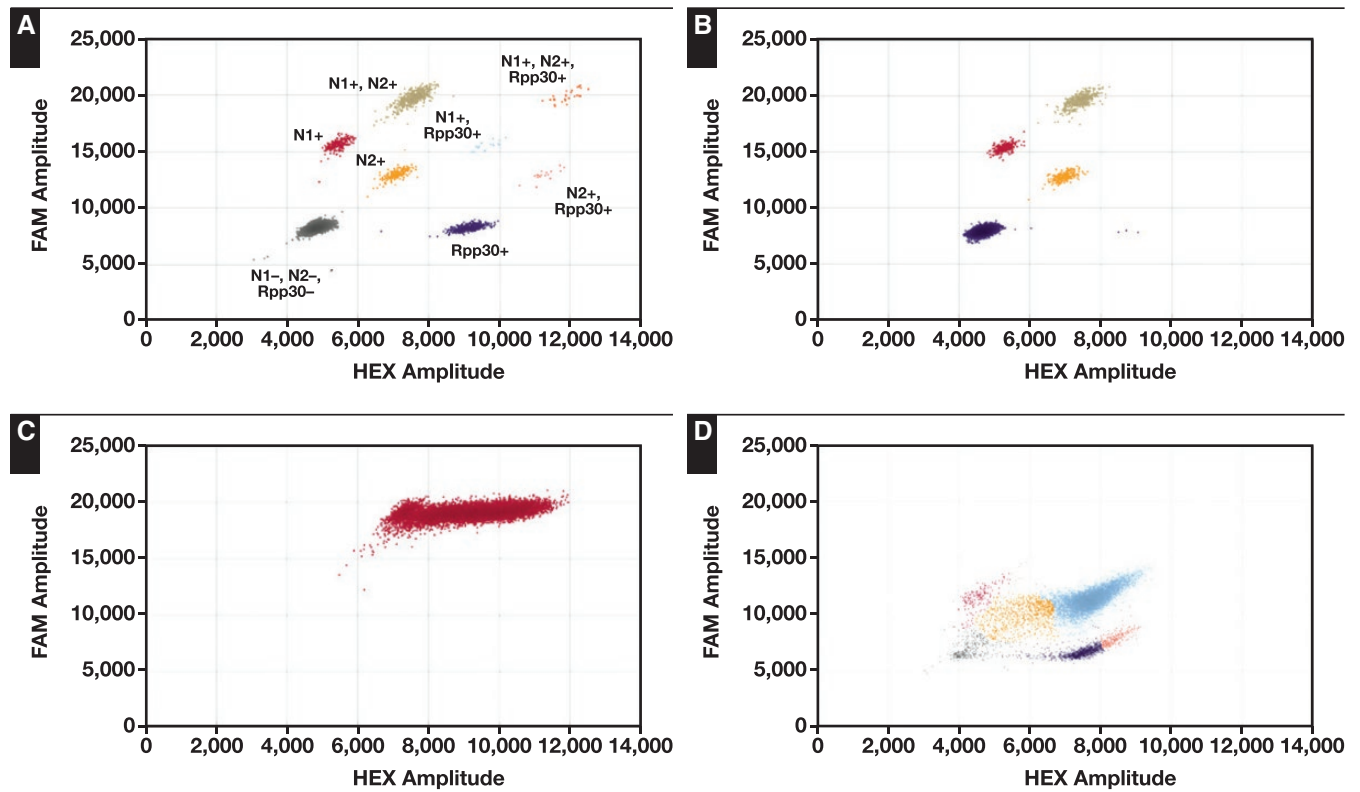 A
25,000
20,000
15,000
10,000
5,000
0
FAM Amplitude
N1+, N2+
N1+, N2+,
Rpp30+
N1+,
Rpp30+
N1+
N2+
N2+,
Rpp30+
Rpp30+
N1–, N2–,
Rpp30–
0 2,000 4,000 6,000 8,000 10,000 12,000 14,000
HEX Amplitude
B
25,000
20,000
15,000
10,000
5,000
0
FAM Amplitude
0 2,000 4,000 6,000 8,000 10,000 12,000 14,000
HEX Amplitude
C
25,000
20,000
15,000
10,000
5,000
0
FAM Amplitude
0 2,000 4,000 6,000 8,000 10,000 12,000 14,000
HEX Amplitude
D
25,000
20,000
15,000
10,000
5,000
0
FAM Amplitude
0 2,000 4,000 6,000 8,000 10,000 12,000 14,000
HEX Amplitude